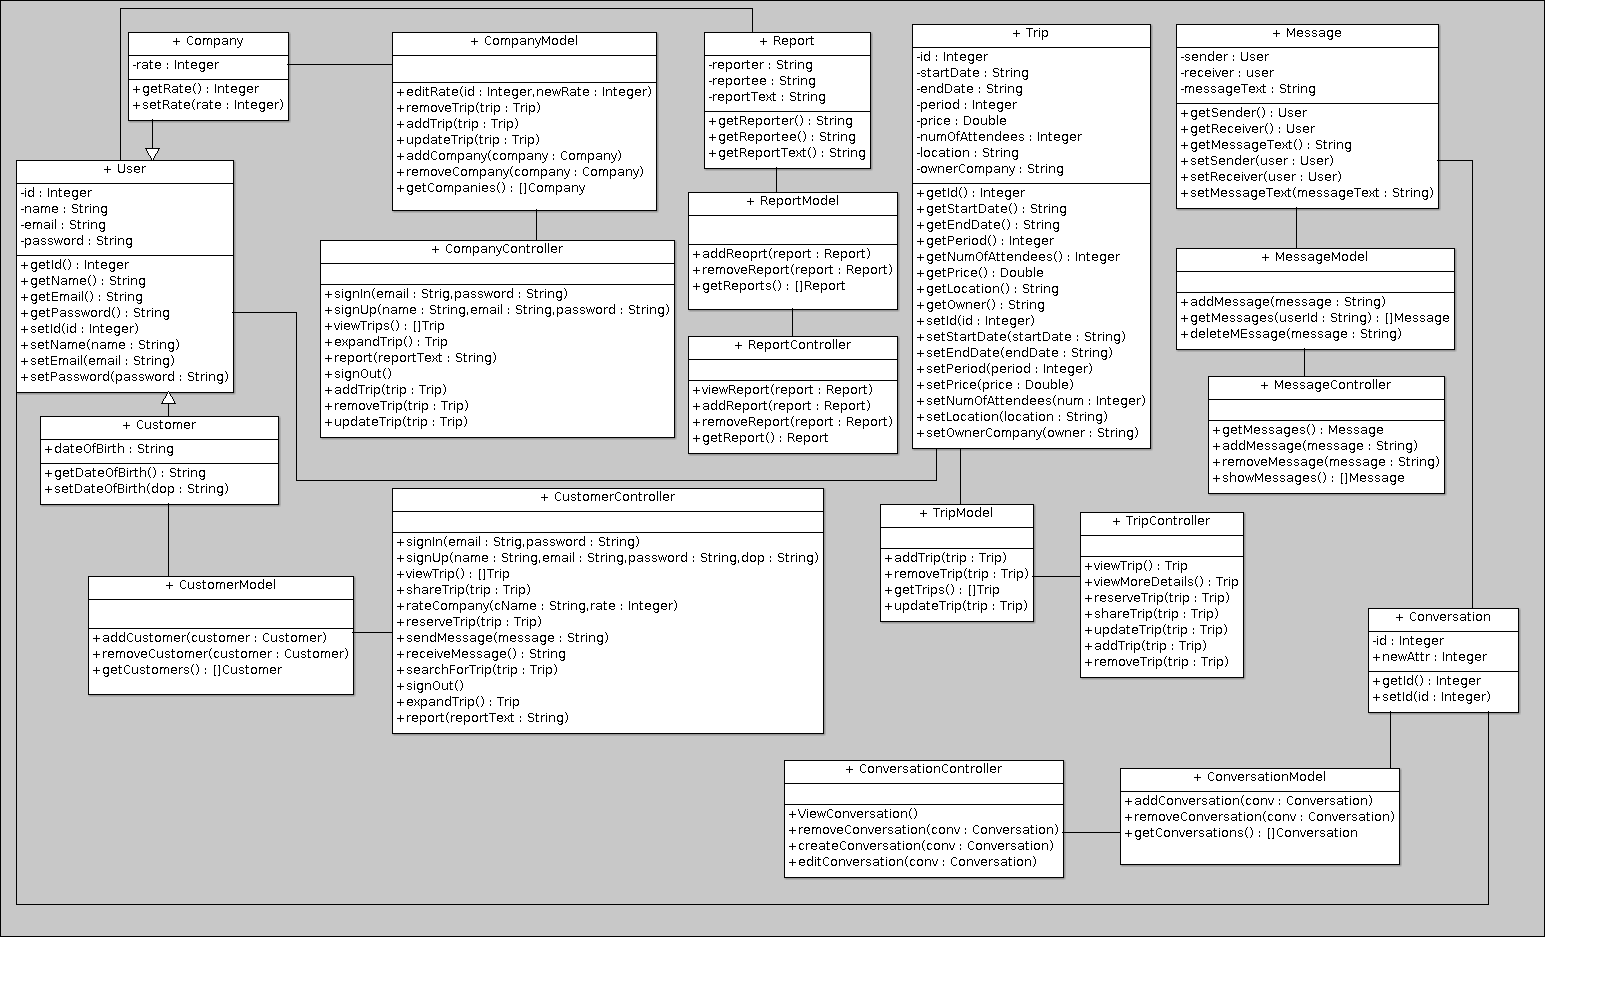 + Company
-rate : Integer
+getRate() : Integer
+setRate(rate : Integer)
+ CompanyModel
+editRate(id : Integer,newRate : Integer)
+removeTrip(trip : Trip)
+addTrip(trip : Trip)
+updateTrip(trip : Trip)
+addCompany(company : Company)
+removeCompany(company : Company)
+getCompanies() : []Company
+ Report
-reporter : String
-reportee : String
-reportText : String
+getReporter() : String
+getReportee() : String
+getReportText() : String
+ Trip
-id : Integer
-startDate : String
-endDate : String
-period : Integer
-price : Double
-numOfAttendees : Integer
-location : String
-ownerCompany : String
+getId() : Integer
+getStartDate() : String
+getEndDate() : String
+getPeriod() : Integer
+getNumOfAttendees() : Integer
+getPrice() : Double
+getLocation() : String
+getOwner() : String
+setId(id : Integer)
+setStartDate(startDate : String)
+setEndDate(endDate : String)
+setPeriod(period : Integer)
+setPrice(price : Double)
+setNumOfAttendees(num : Integer)
+setLocation(location : String)
+setOwnerCompany(owner : String)
+ Message
-sender : User
-receiver : user
-messageText : String
+getSender() : User
+getReceiver() : User
+getMessageText() : String
+setSender(user : User)
+setReceiver(user : User)
+setMessageText(messageText : String)
+ User
-id : Integer
-name : String
-email : String
-password : String
+getId() : Integer
+getName() : String
+getEmail() : String
+getPassword() : String
+setId(id : Integer)
+setName(name : String)
+setEmail(email : String)
+setPassword(password : String)
+ CompanyController
+signIn(email : Strig,password : String)
+signUp(name : String,email : String,password : String)
+viewTrips() : []Trip
+expandTrip() : Trip
+report(reportText : String)
+signOut()
+addTrip(trip : Trip)
+removeTrip(trip : Trip)
+updateTrip(trip : Trip)
+ ReportModel
+addReoprt(report : Report)
+removeReport(report : Report)
+getReports() : []Report
+ ReportController
+viewReport(report : Report)
+addReport(report : Report)
+removeReport(report : Report)
+getReport() : Report
+ MessageModel
+addMessage(message : String)
+getMessages(userId : String) : []Message
+deleteMEssage(message : String)
+ MessageController
+getMessages() : Message
+addMessage(message : String)
+removeMessage(message : String)
+showMessages() : []Message
+ Customer
+dateOfBirth : String
+getDateOfBirth() : String
+setDateOfBirth(dop : String)
+ CustomerController
+signIn(email : Strig,password : String)
+signUp(name : String,email : String,password : String,dop : String)
+viewTrip() : []Trip
+shareTrip(trip : Trip)
+rateCompany(cName : String,rate : Integer)
+reserveTrip(trip : Trip)
+sendMessage(message : String)
+receiveMessage() : String
+searchForTrip(trip : Trip)
+signOut()
+expandTrip() : Trip
+report(reportText : String)
+ TripModel
+addTrip(trip : Trip)
+removeTrip(trip : Trip)
+getTrips() : []Trip
+updateTrip(trip : Trip)
+ TripController
+viewTrip() : Trip
+viewMoreDetails() : Trip
+reserveTrip(trip : Trip)
+shareTrip(trip : Trip)
+updateTrip(trip : Trip)
+addTrip(trip : Trip)
+removeTrip(trip : Trip)
+ CustomerModel
+addCustomer(customer : Customer)
+removeCustomer(customer : Customer)
+getCustomers() : []Customer
+ Conversation
-id : Integer
+newAttr : Integer
+getId() : Integer
+setId(id : Integer)
+ ConversationController
+ViewConversation()
+removeConversation(conv : Conversation)
+createConversation(conv : Conversation)
+editConversation(conv : Conversation)
+ ConversationModel
+addConversation(conv : Conversation)
+removeConversation(conv : Conversation)
+getConversations() : []Conversation